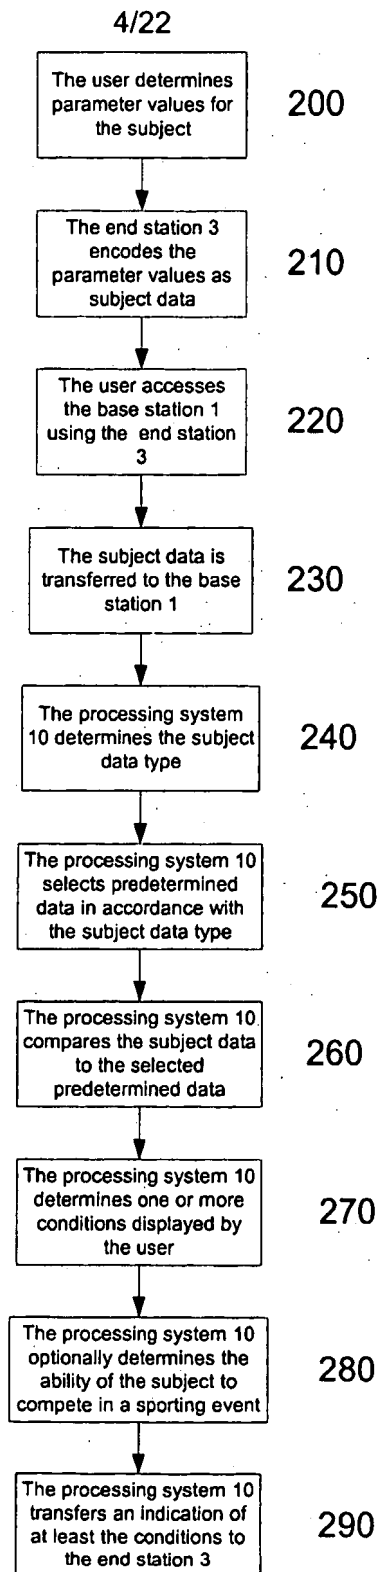 4/22
The user determines
parameter values for
the subject
200
The end station 3
encodes the
parameter values as
subject data
210
The user accesses
the base station 1
using the end station
3
220
The subject data is
transferred to the base
station 1
230
The processing system
10 determines the subject
data type
240
The processing system 10
selects predetermined
data in accordance with
the subject data type
250
The processing system 10
compares the subject data
to the selected
predetermined data
260
The processing system 10
determines one or more
conditions displayed by
the user
270
The processing system 10
optionally determines the
ability of the subject to
compete in a sporting event
280
The processing system 10
transfers an indication of
at least the conditions to
the end station 3
290